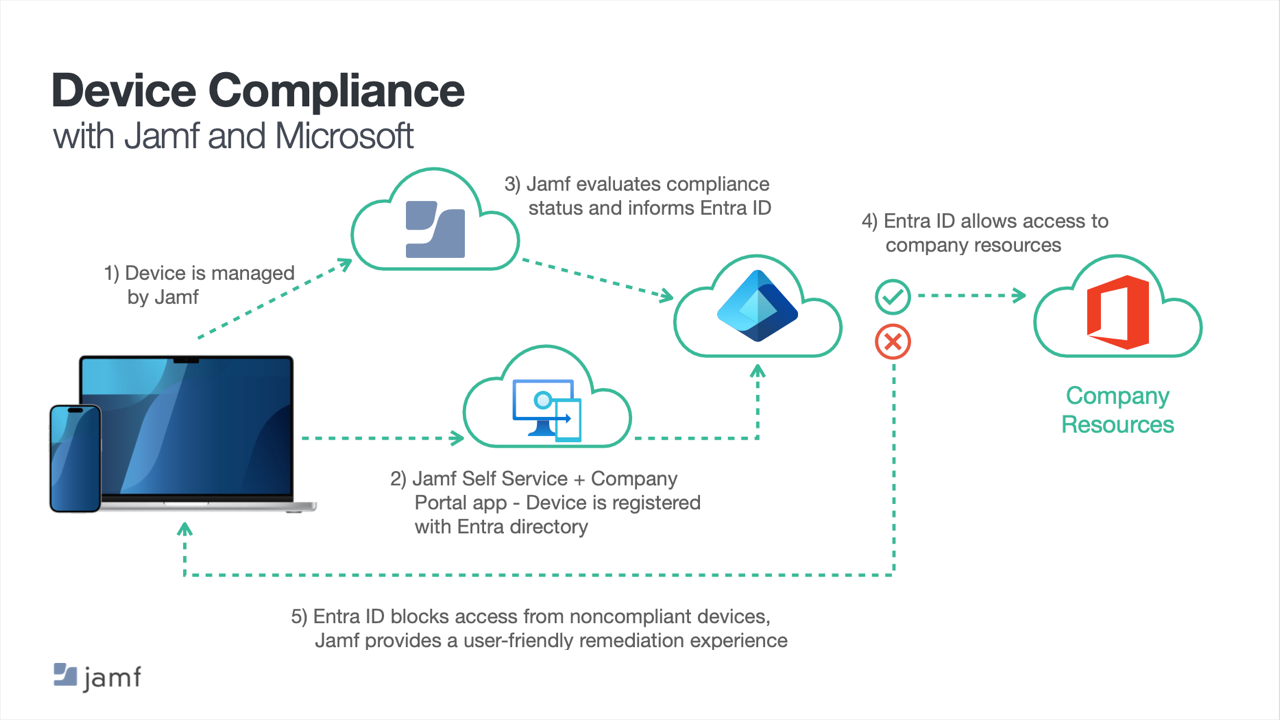 Device Compliance
with Jamf and Microsoft
3) Jamf evaluates compliance
status and informs Entra ID
4) Entra ID allows access to
company resources
1) Device is managed
by Jamf
Company
Resources
2) Jamf Self Service + Company
Portal app - Device is registered
with Entra directory
5) Entra ID blocks access from noncompliant devices,
Jamf provides a user-friendly remediation experience
jamf